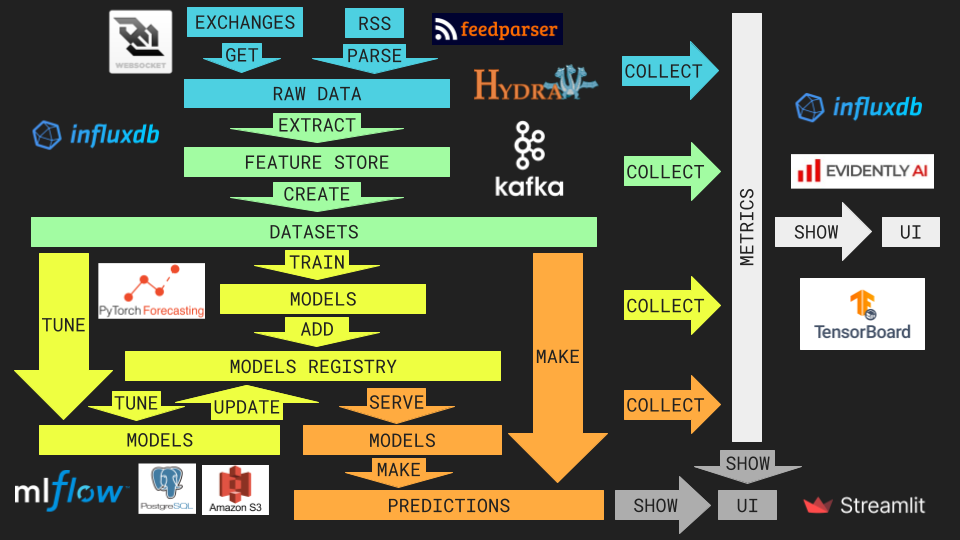 EXCHANGES
RSS
feedparser
WEBSOCKET
GET
PARSE
HYDRA
COLLECT
RAW DATA
influxdb
EXTRACT
influxdb
FEATURE STORE
kafka
COLLECT
EVIDENTLY AI
CREATE
METRICS
DATASETS
SHOW
UI
TRAIN
PyTorch Forecasting
MODELS
COLLECT
TUNE
ADD
TensorBoard
MAKE
MODELS REGISTRY
TUNE
UPDATE
SERVE
COLLECT
MODELS
MODELS
MAKE
SHOW
mlflow
PostgreSQL
Amazon S3
PREDICTIONS
SHOW
UI
Streamlit